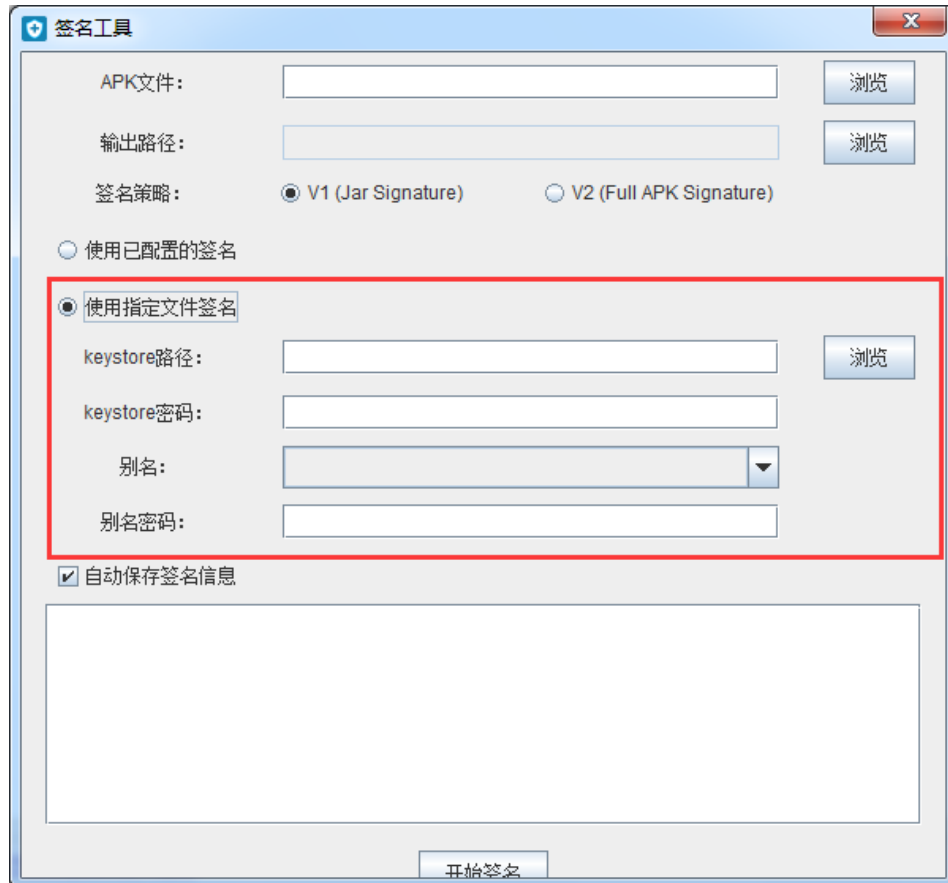 签名工具
APK文件： 浏览
输出路径： 浏览
签名策略： V1 (Jar Signature) V2 (Full APK Signature)
使用已配置的签名
使用指定文件签名
keystore路径： 浏览
keystore密码：
别名：
别名密码：
自动保存签名信息
开始签名